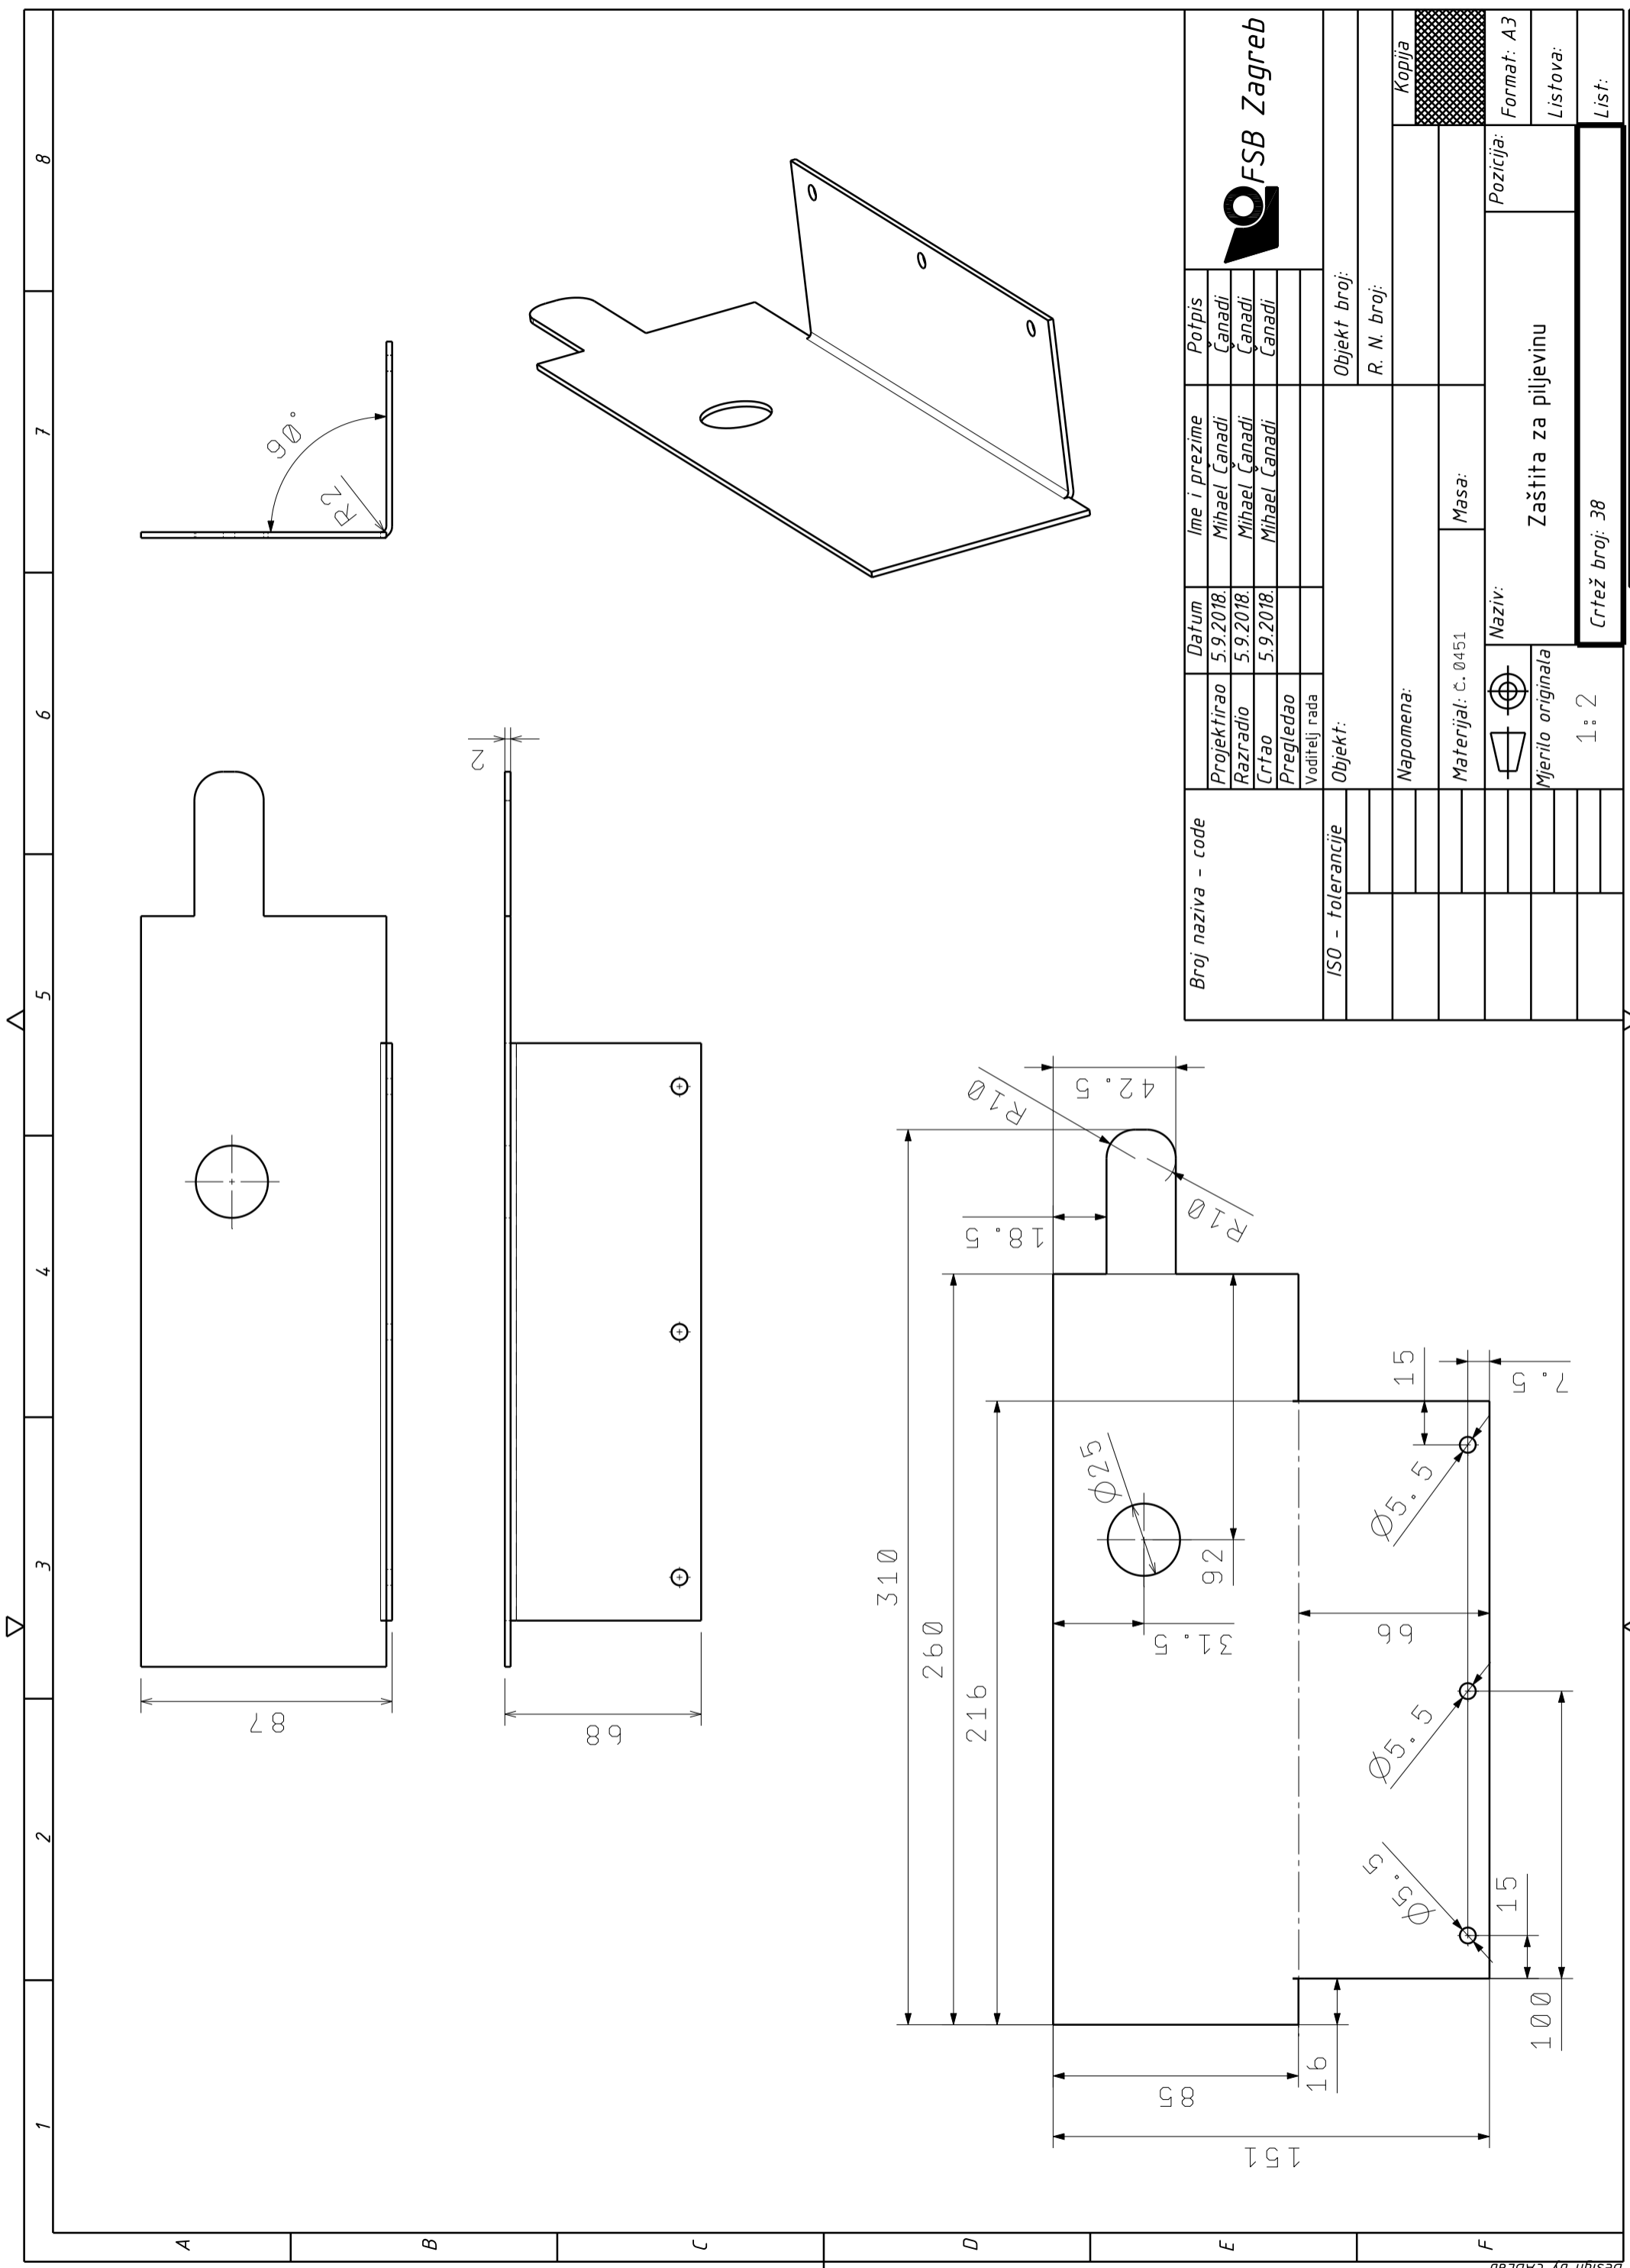 1 2 3 4 5 6 7 8
A
B
C
D
E
F
87
68
2
90°
R2
310
260
216
18.5
42.5
R10
R10
Ø25
31.5
92
66
15
7.5
Ø5.5
Ø5.5
Ø5.5
15
100
16
85
151
Broj naziva - code
Datum Ime i prezime Potpis
Projektirao 5.9.2018. Mihael Čanadi Čanadi
Razradio 5.9.2018. Mihael Čanadi Čanadi
Crtao 5.9.2018. Mihael Čanadi Čanadi
Pregledao
Voditelj rada
FSB Zagreb
ISO - tolerancije
Objekt:
Objekt broj:
R. N. broj:
Napomena:
Kopija
Materijal: Č. 0451
Masa:
Naziv:
Zaštita za piljevinu
Pozicija:
Format: A3
Mjerilo originala
1:2
Listova:
Crtež broj: 38
List:
Design by CADLab